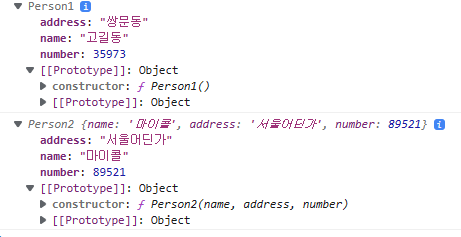 Person1 i
address: "쌍문동"
name: "고길동"
number: 35973
[[Prototype]]: Object
constructor: ƒ Person1()
[[Prototype]]: Object
Person2 {name: '마이콜', address: '서울어딘가', number: 89521} i
address: "서울어딘가"
name: "마이콜"
number: 89521
[[Prototype]]: Object
constructor: ƒ Person2(name, address, number)
[[Prototype]]: Object